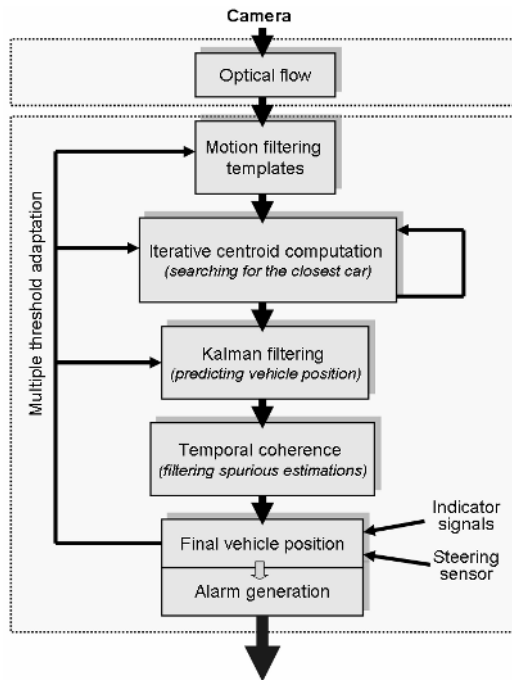 Camera
Optical flow
Motion filtering
templates
Multiple threshold adaptation
Iterative centroid computation
(searching for the closest car)
Kalman filtering
(predicting vehicle position)
Temporal coherence
(filtering spurious estimations)
Indicator
signals
Final vehicle position
Steering
sensor
Alarm generation